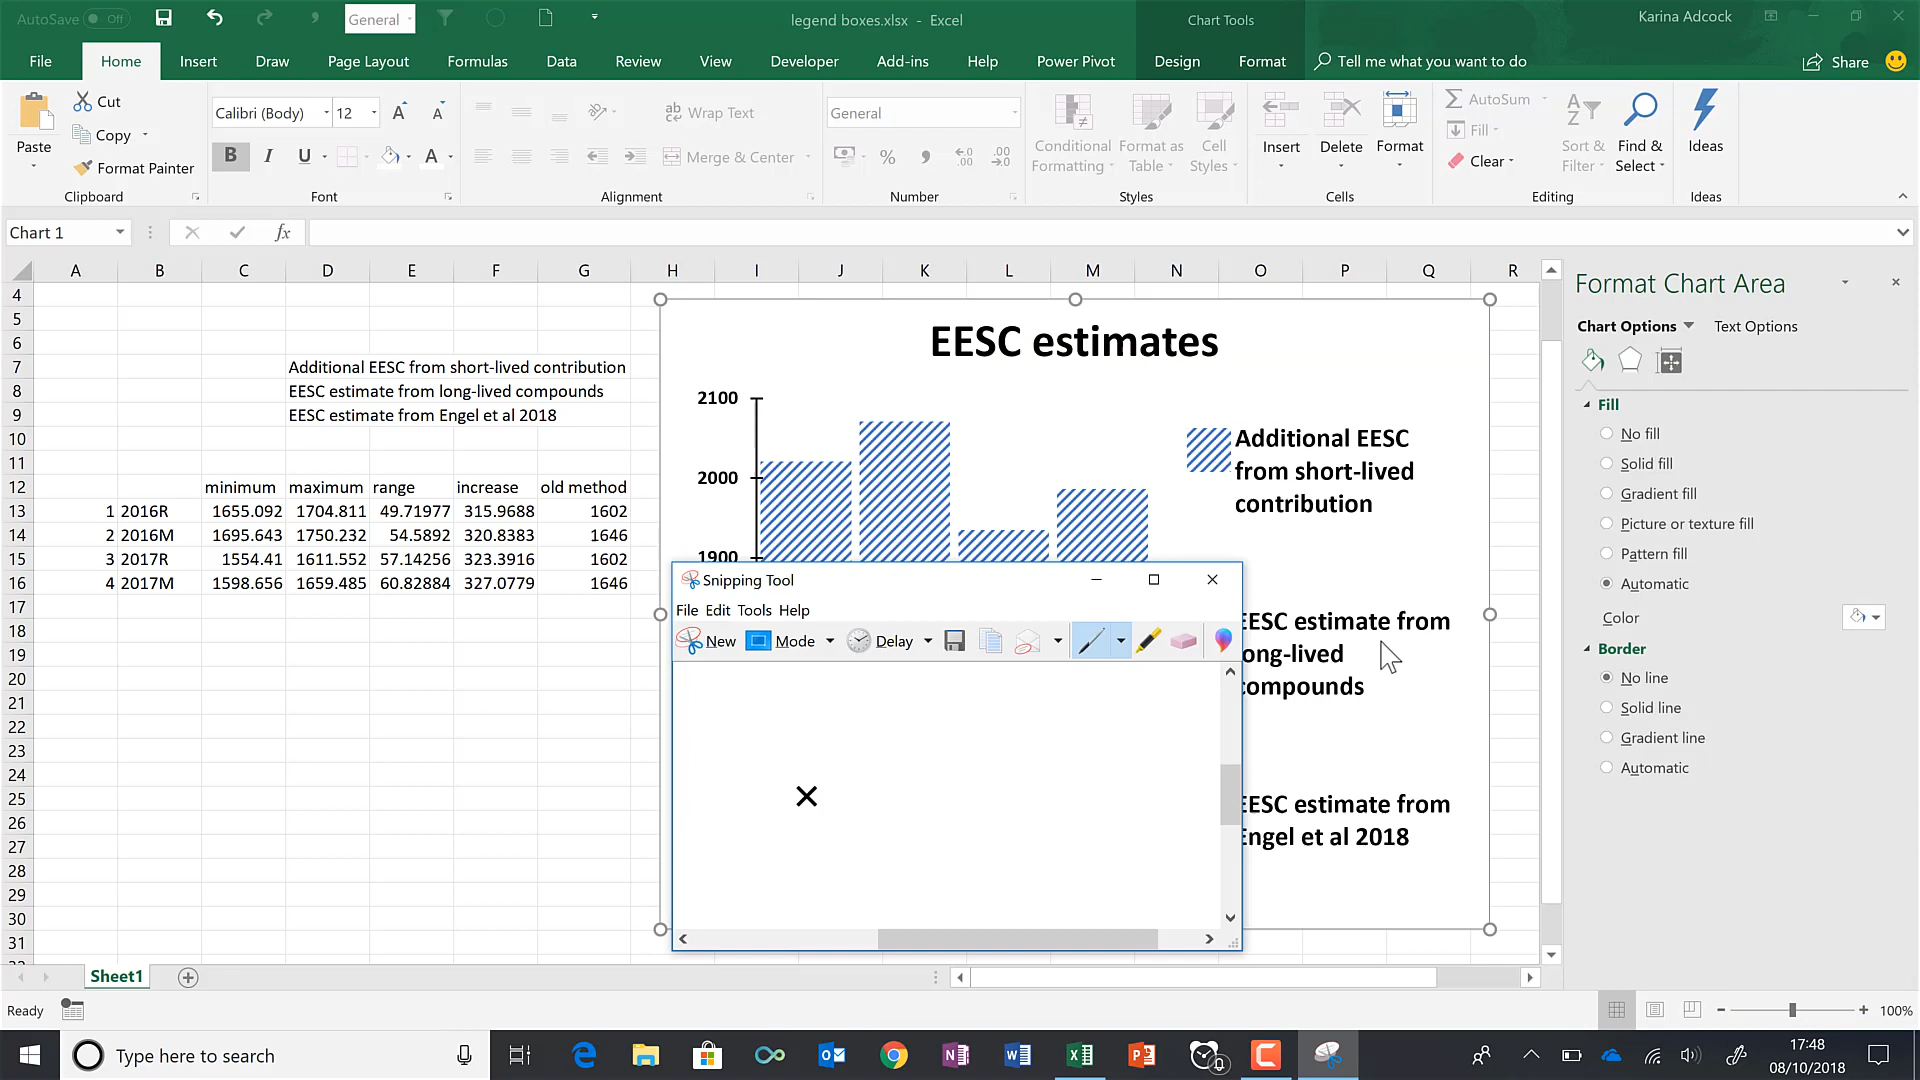 AutoSave Off General legend boxes.xlsx - Excel Chart Tools Karina Adcock
File Home Insert Draw Page Layout Formulas Data Review View Developer Add-ins Help Power Pivot Design Format Tell me what you want to do Share
Paste
Cut
Copy
Format Painter
Clipboard
Calibri (Body) 12
B I U A
Font
Wrap Text
Merge & Center
Alignment
General
%
Number
Conditional Formatting
Format as Table
Cell Styles
Styles
Insert Delete Format
Cells
AutoSum
Fill
Clear
Sort & Filter
Find & Select
Editing
Ideas
Ideas
Chart 1 fx
A B C D E F G H I J K L M N O P Q R
4
5
6
7 Additional EESC from short-lived contribution
8 EESC estimate from long-lived compounds
9 EESC estimate from Engel et al 2018
10
11
12 minimum maximum range increase old method
13 1 2016R 1655.092 1704.811 49.71977 315.9688 1602
14 2 2016M 1695.643 1750.232 54.5892 320.8383 1646
15 3 2017R 1554.41 1611.552 57.14256 323.3916 1602
16 4 2017M 1598.656 1659.485 60.82884 327.0779 1646
17
18
19
20
21
22
23
24
25
26
27
28
29
30
31
EESC estimates
2100
2000
1900
Additional EESC
from short-lived
contribution
EESC estimate from
long-lived
compounds
EESC estimate from
Engel et al 2018
Snipping Tool
File Edit Tools Help
New Mode Delay
Format Chart Area
Chart Options Text Options
Fill
No fill
Solid fill
Gradient fill
Picture or texture fill
Pattern fill
Automatic
Color
Border
No line
Solid line
Gradient line
Automatic
Sheet1
Ready 100%
Type here to search
17:48
08/10/2018